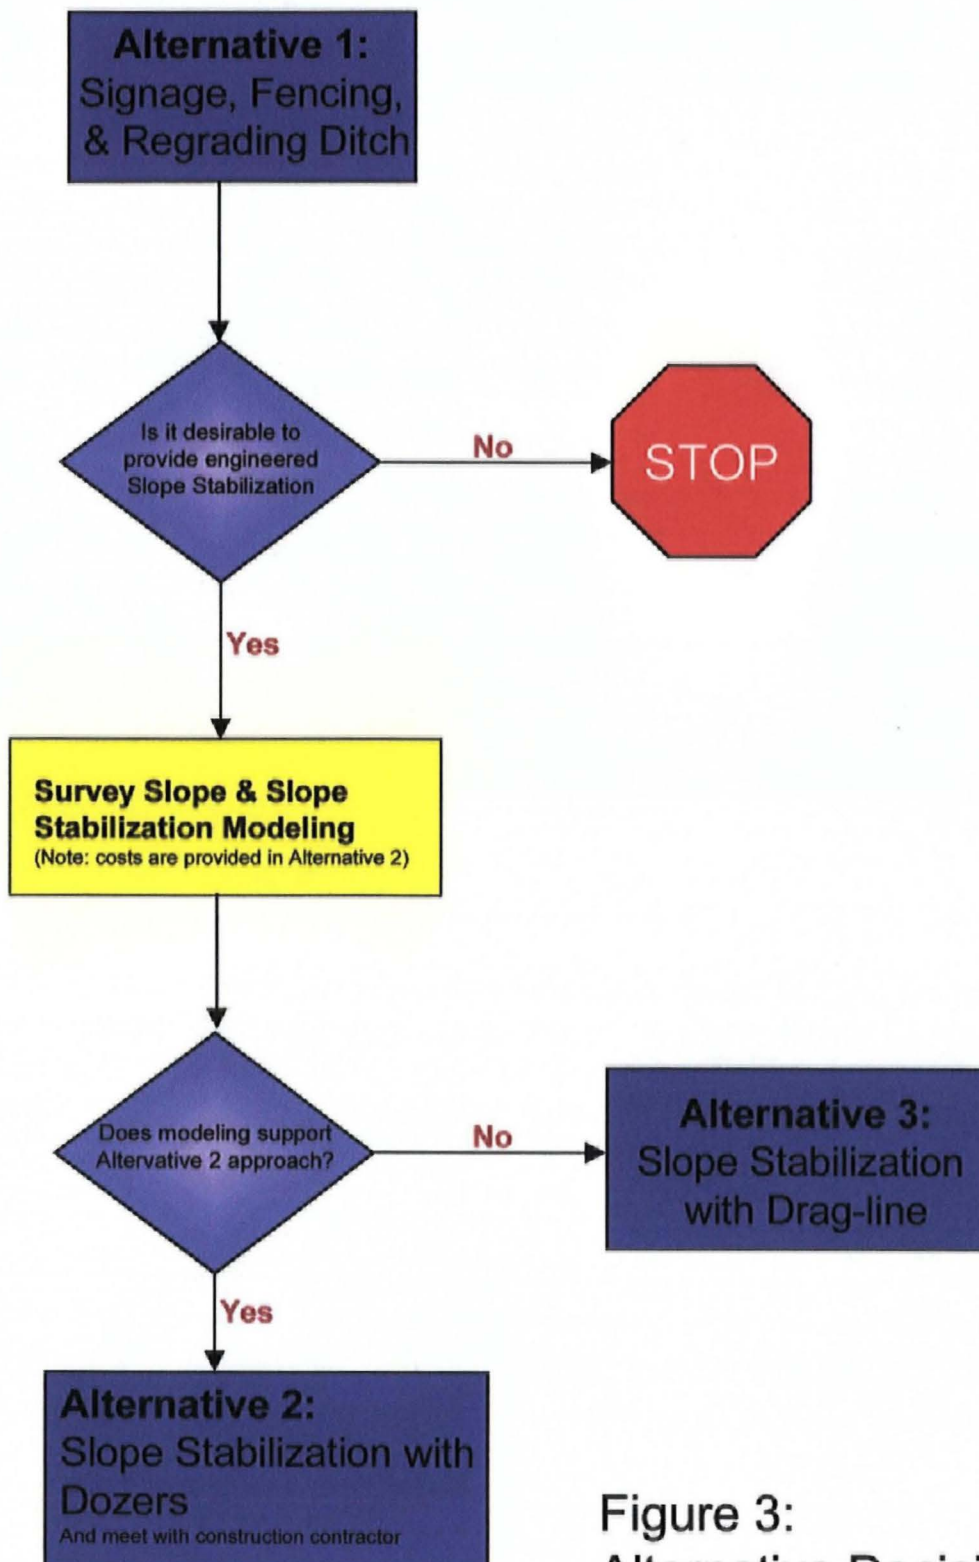 Alternative 1:
Signage, Fencing,
& Regrading Ditch
Is it desirable to
provide engineered
Slope Stabilization
No
STOP
Yes
Survey Slope & Slope
Stabilization Modeling
(Note: costs are provided in Alternative 2)
Does modeling support
Altervative 2 approach?
No
Alternative 3:
Slope Stabilization
with Drag-line
Yes
Alternative 2:
Slope Stabilization with
Dozers
And meet with construction contractor
Figure 3: